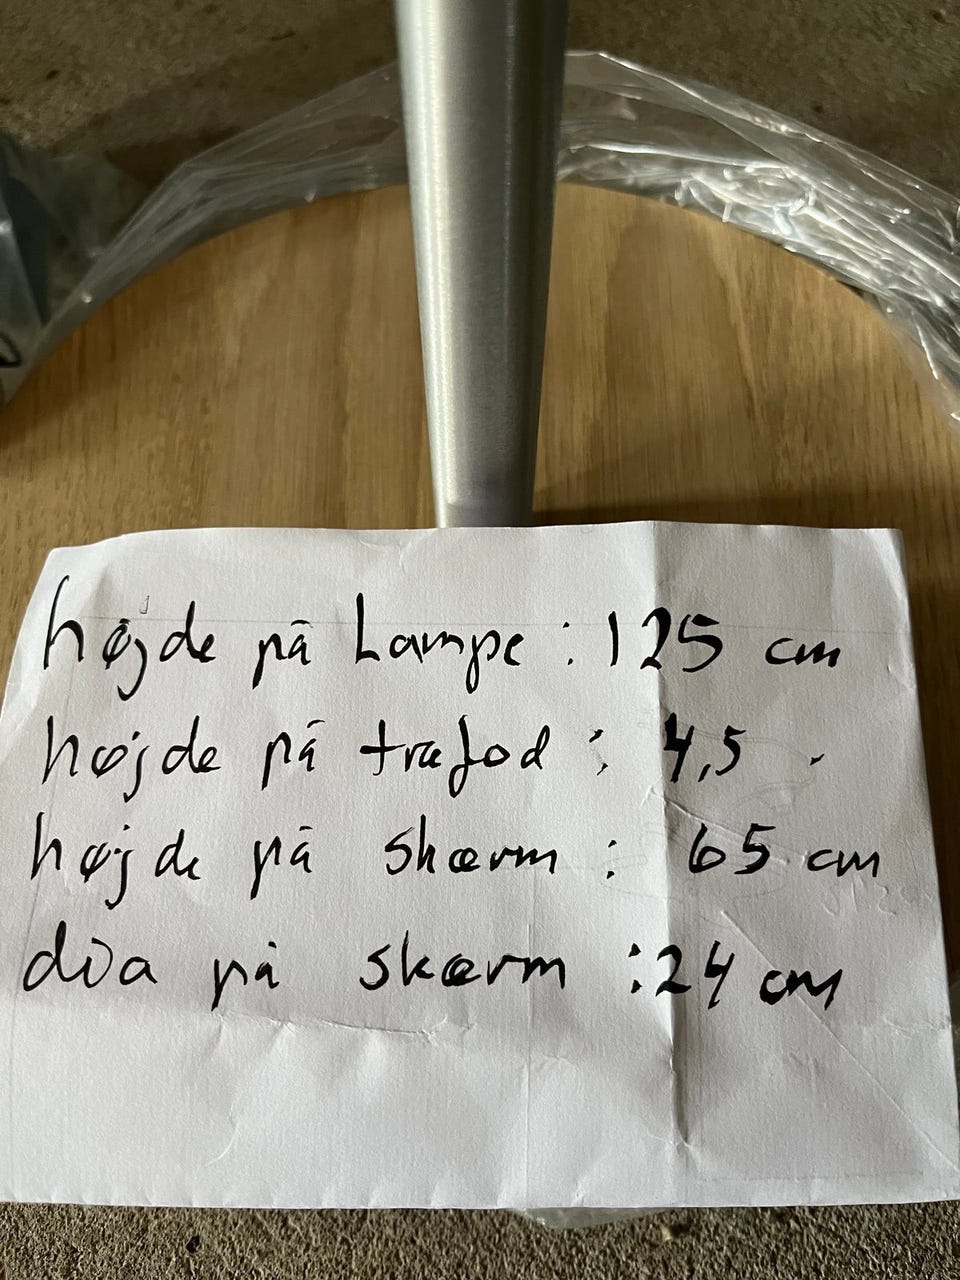 højde på Lampe : 125 cm
højde på træfod : 4,5
højde på skærm : 65 cm
dia på skærm : 24 cm